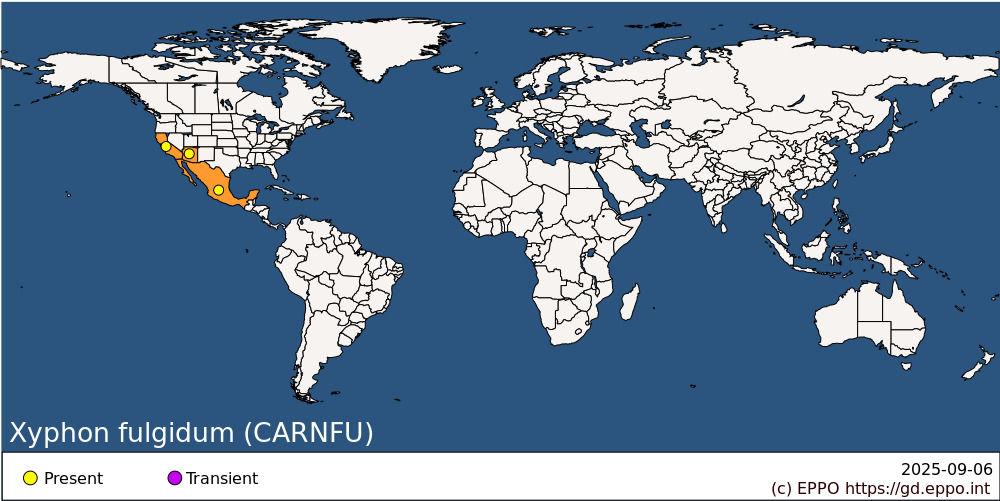 Xyphon fulgidum (CARNFU)
Present
Transient
2025-09-06
(c) EPPO https://gd.eppo.int